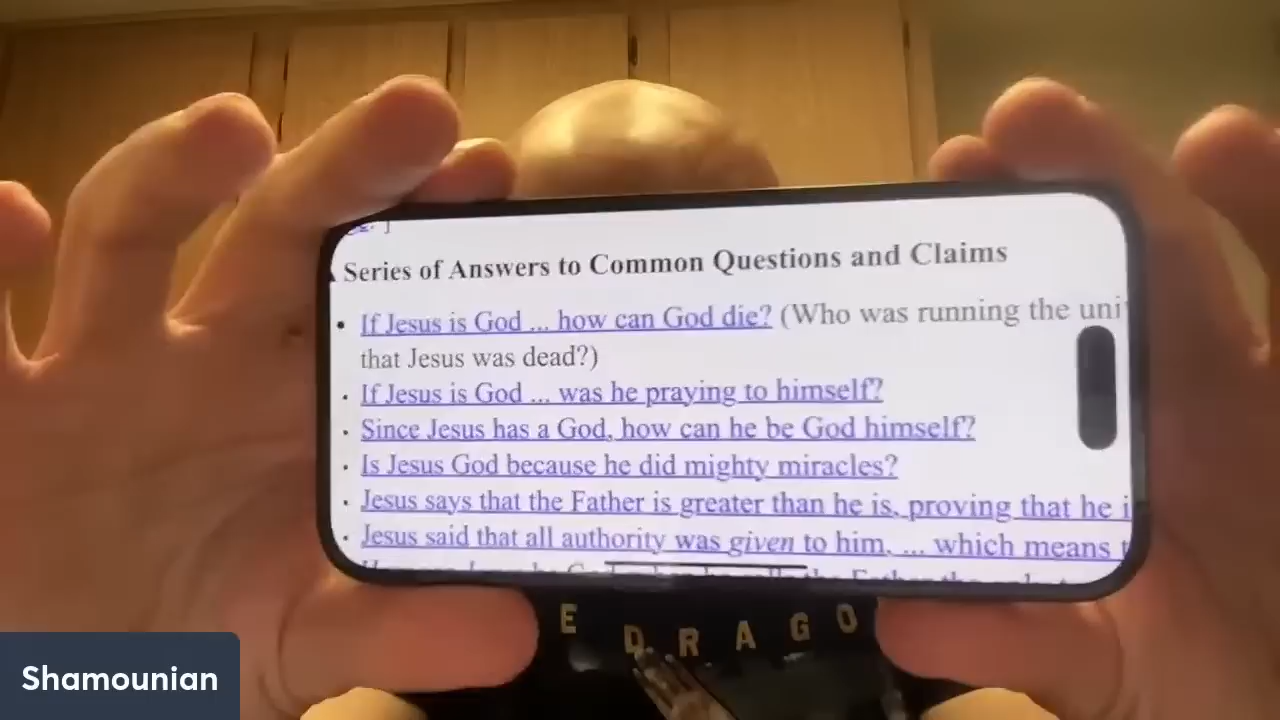 Series of Answers to Common Questions and Claims
• If Jesus is God ... how can God die? (Who was running the uni
that Jesus was dead?)
• If Jesus is God ... was he praying to himself?
• Since Jesus has a God, how can he be God himself?
• Is Jesus God because he did mighty miracles?
• Jesus says that the Father is greater than he is, proving that he i
• Jesus said that all authority was given to him, ... which means
E DRAGO
Shamounian